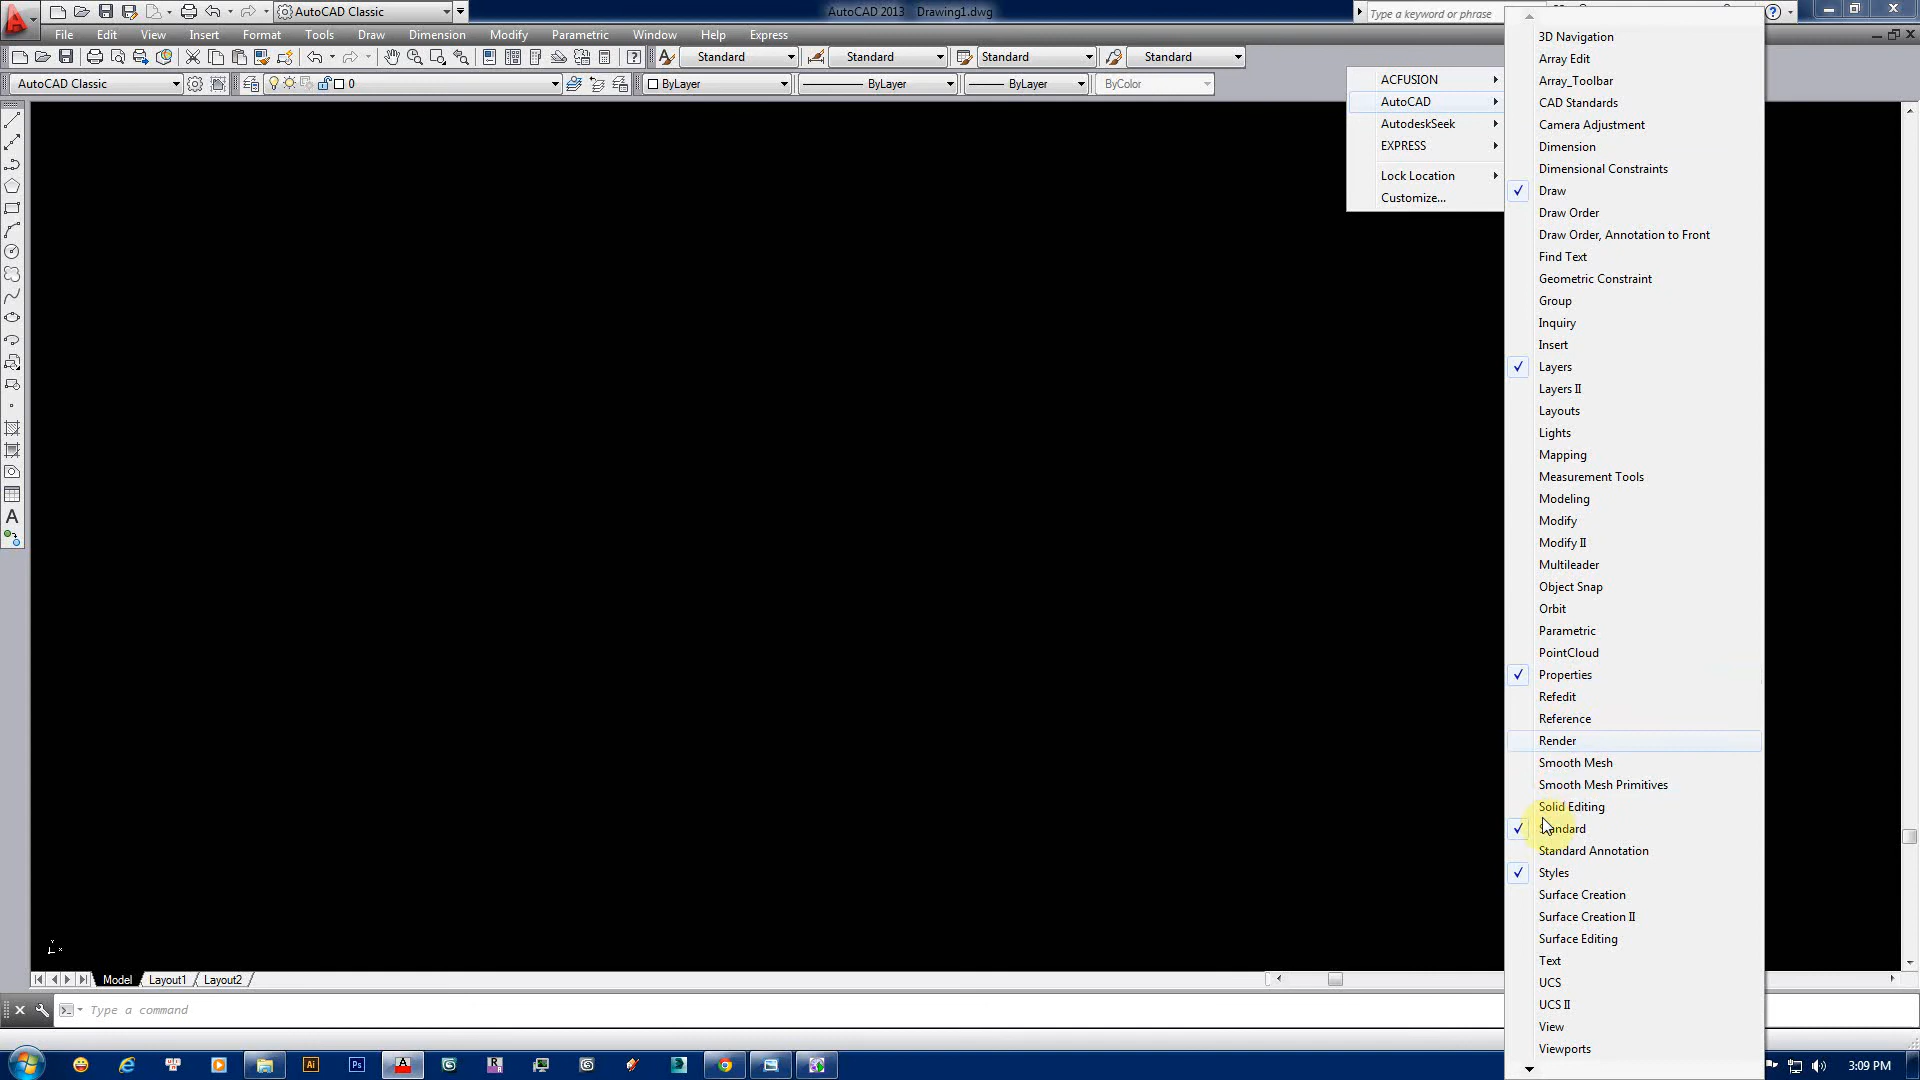 AutoCAD Classic
AutoCAD 2013 Drawing1.dwg
Type a keyword or phrase
File Edit View Insert Format Tools Draw Dimension Modify Parametric Window Help Express
Standard Standard Standard Standard
AutoCAD Classic 0 ByLayer ByLayer ByLayer ByColor
ACFUSION
AutoCAD
AutodeskSeek
EXPRESS
Lock Location
Customize...
3D Navigation
Array Edit
Array_Toolbar
CAD Standards
Camera Adjustment
Dimension
Dimensional Constraints
Draw
Draw Order
Draw Order, Annotation to Front
Find Text
Geometric Constraint
Group
Inquiry
Insert
Layers
Layers II
Layouts
Lights
Mapping
Measurement Tools
Modeling
Modify
Modify II
Multileader
Object Snap
Orbit
Parametric
PointCloud
Properties
Refedit
Reference
Render
Smooth Mesh
Smooth Mesh Primitives
Solid Editing
Standard
Standard Annotation
Styles
Surface Creation
Surface Creation II
Surface Editing
Text
UCS
UCS II
View
Viewports
A
Y
X
Model Layout1 Layout2
Type a command
Ai Ps
3:09 PM